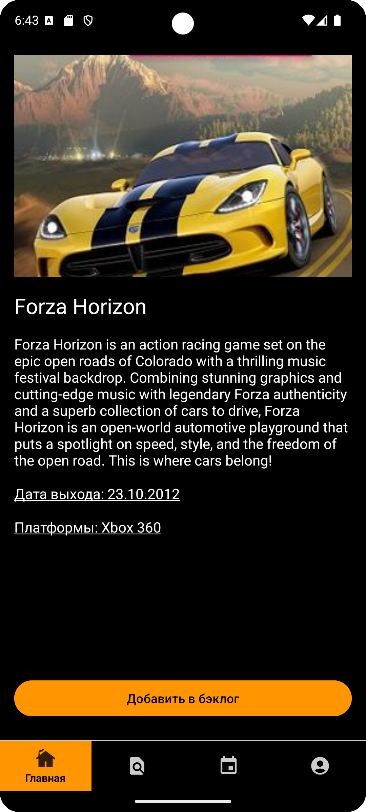 6:43
Forza Horizon
Forza Horizon is an action racing game set on the
epic open roads of Colorado with a thrilling music
festival backdrop. Combining stunning graphics and
cutting-edge music with legendary Forza authenticity
and a superb collection of cars to drive, Forza
Horizon is an open-world automotive playground that
puts a spotlight on speed, style, and the freedom of
the open road. This is where cars belong!
Дата выхода: 23.10.2012
Платформы: Xbox 360
Добавить в бэклог
Главная